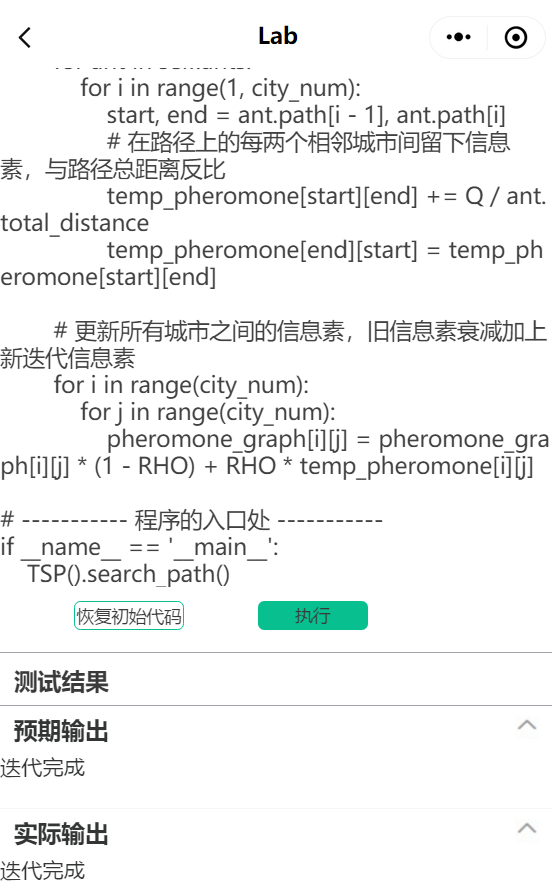 Lab
for i in range(1, city_num):
start, end = ant.path[i - 1], ant.path[i]
# 在路径上的每两个相邻城市间留下信息
素，与路径总距离反比
temp_pheromone[start][end] += Q / ant.
total_distance
temp_pheromone[end][start] = temp_ph
eromone[start][end]
# 更新所有城市之间的信息素，旧信息素衰减加上
新迭代信息素
for i in range(city_num):
for j in range(city_num):
pheromone_graph[i][j] = pheromone_gra
ph[i][j] * (1 - RHO) + RHO * temp_pheromone[i][j]
# ----------- 程序的入口处 -----------
if __name__ == '__main__':
TSP().search_path()
恢复初始代码
执行
测试结果
预期输出
迭代完成
实际输出
迭代完成